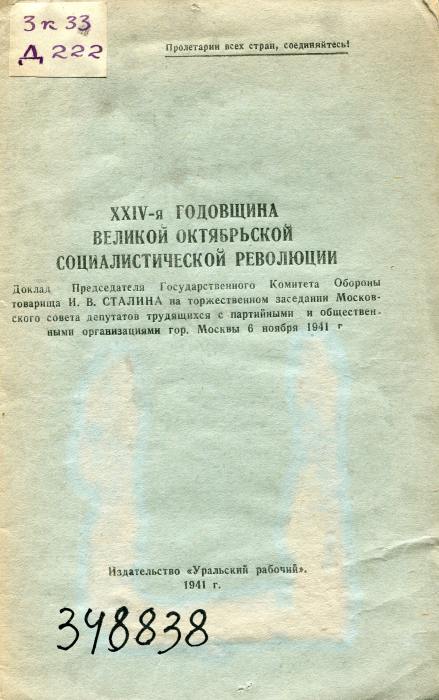 3к 33
Д 222
Пролетарии всех стран, соединяйтесь!
XXIV-я ГОДОВЩИНА
ВЕЛИКОЙ ОКТЯБРЬСКОЙ
СОЦИАЛИСТИЧЕСКОЙ РЕВОЛЮЦИИ
Доклад Председателя Государственного Комитета Обороны
товарища И. В. СТАЛИНА на торжественном заседании Москов-
ского совета депутатов трудящихся с партийными и обществен-
ными организациями гор. Москвы 6 ноября 1941 г
Издательство «Уральский рабочий».
1941 г.
348838